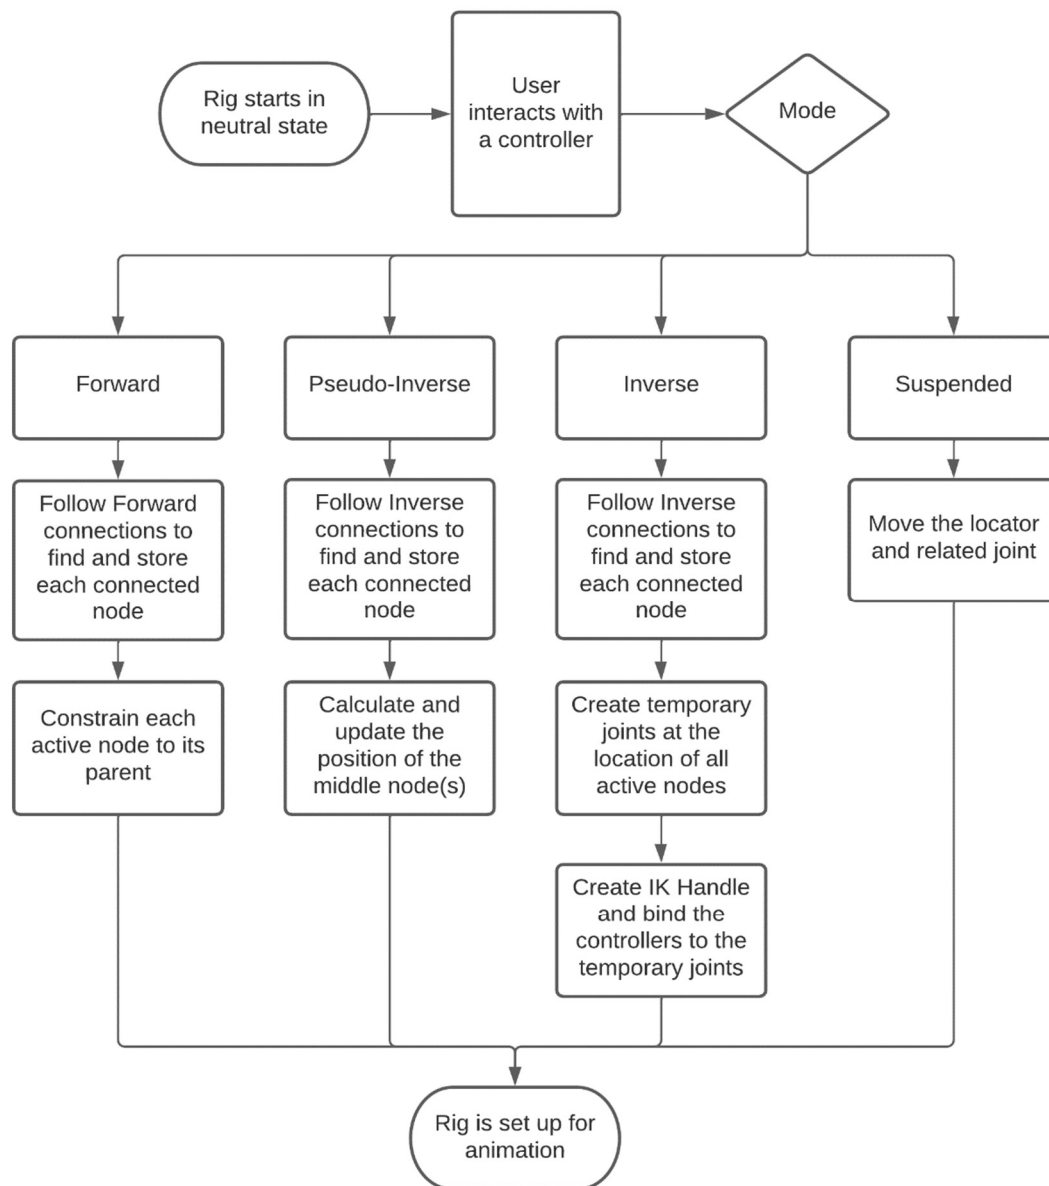 Rig starts in
neutral state
User
interacts with
a controller
Mode
Forward
Pseudo-Inverse
Inverse
Suspended
Follow Forward
connections to
find and store
each connected
node
Follow Inverse
connections to
find and store
each connected
node
Follow Inverse
connections to
find and store
each connected
node
Move the locator
and related joint
Constrain each
active node to its
parent
Calculate and
update the
position of the
middle node(s)
Create temporary
joints at the
location of all
active nodes
Create IK Handle
and bind the
controllers to the
temporary joints
Rig is set up for
animation